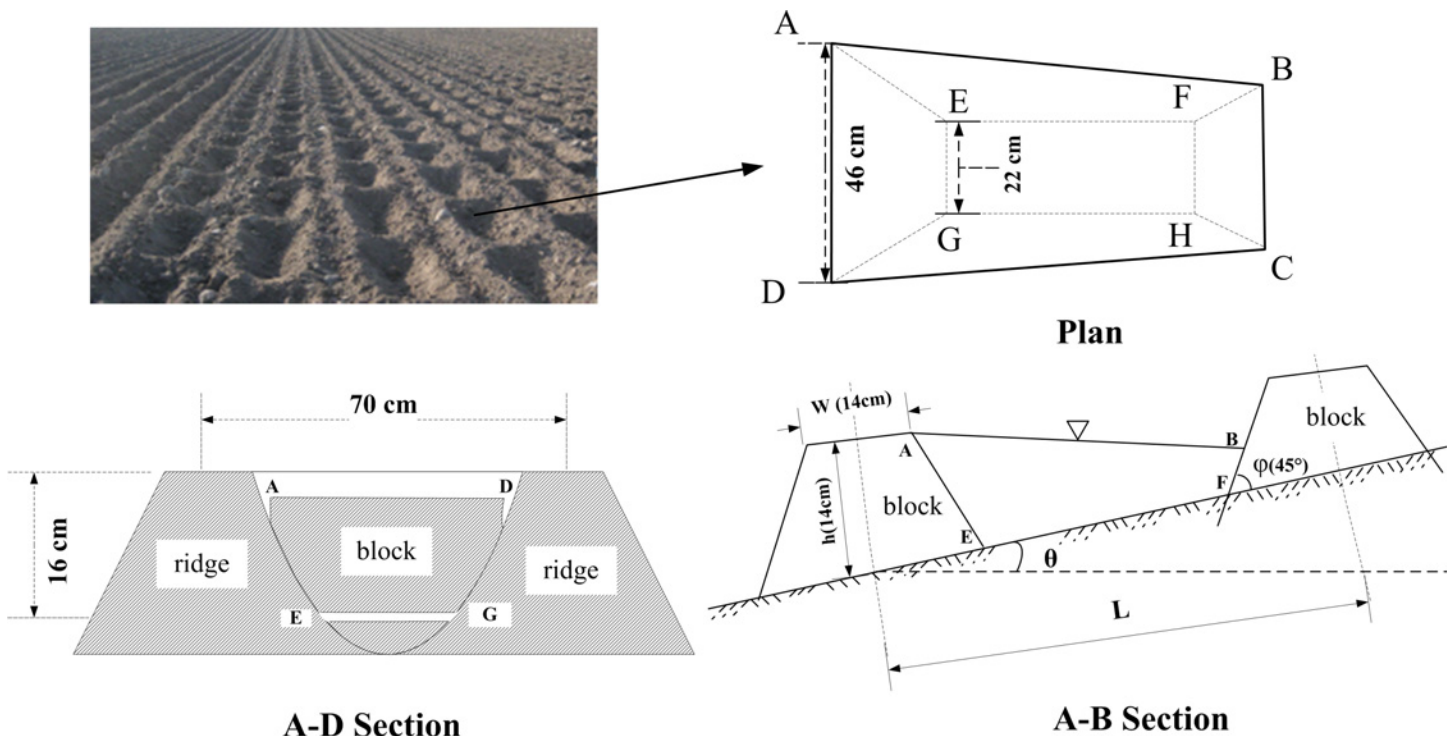 A
B
E
F
46 cm
22 cm
G
H
D
C
Plan
70 cm
16 cm
A
D
ridge
block
ridge
E
G
A-D Section
W (14cm)
A
h(14cm)
block
E
B
F
φ(45°)
block
θ
L
A-B Section